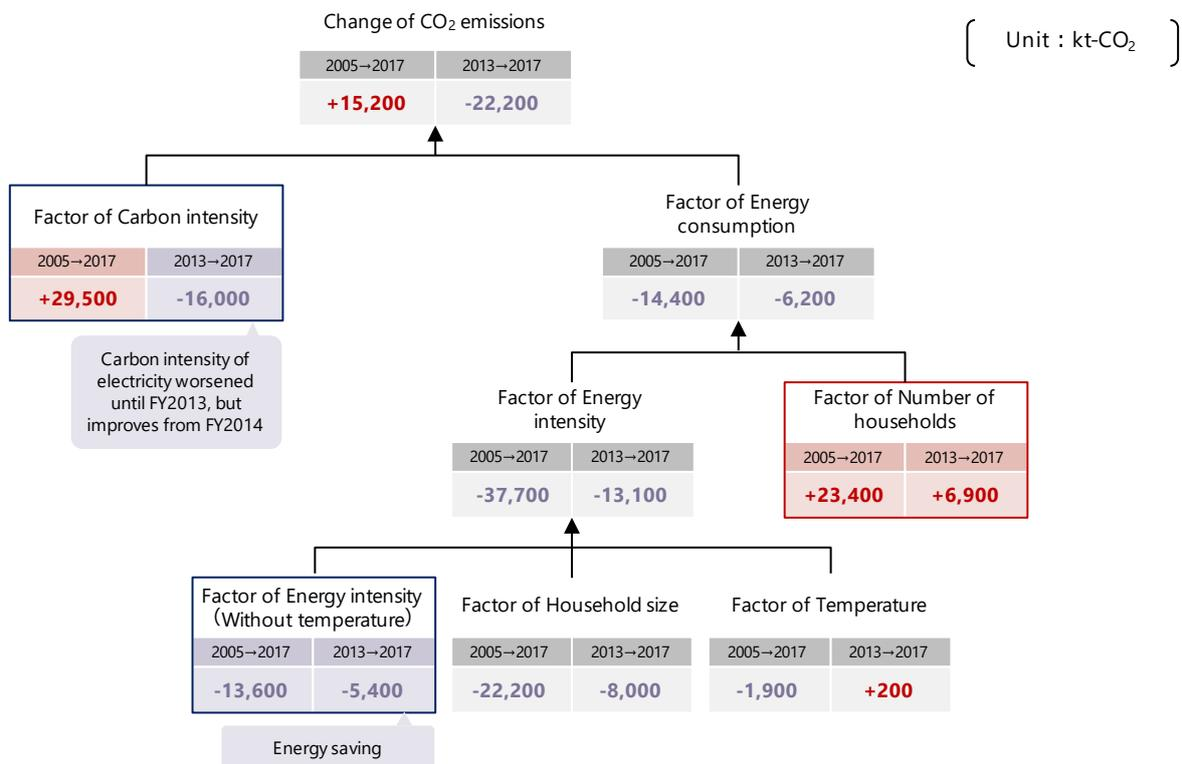 Change of CO₂ emissions
Unit：kt-CO₂
2005→2017 2013→2017
+15,200 -22,200
Factor of Carbon intensity
2005→2017 2013→2017
+29,500 -16,000
Carbon intensity of
electricity worsened
until FY2013, but
improves from FY2014
Factor of Energy
consumption
2005→2017 2013→2017
-14,400 -6,200
Factor of Energy
intensity
2005→2017 2013→2017
-37,700 -13,100
Factor of Number of
households
2005→2017 2013→2017
+23,400 +6,900
Factor of Energy intensity
（Without temperature）
2005→2017 2013→2017
-13,600 -5,400
Energy saving
Factor of Household size
2005→2017 2013→2017
-22,200 -8,000
Factor of Temperature
2005→2017 2013→2017
-1,900 +200